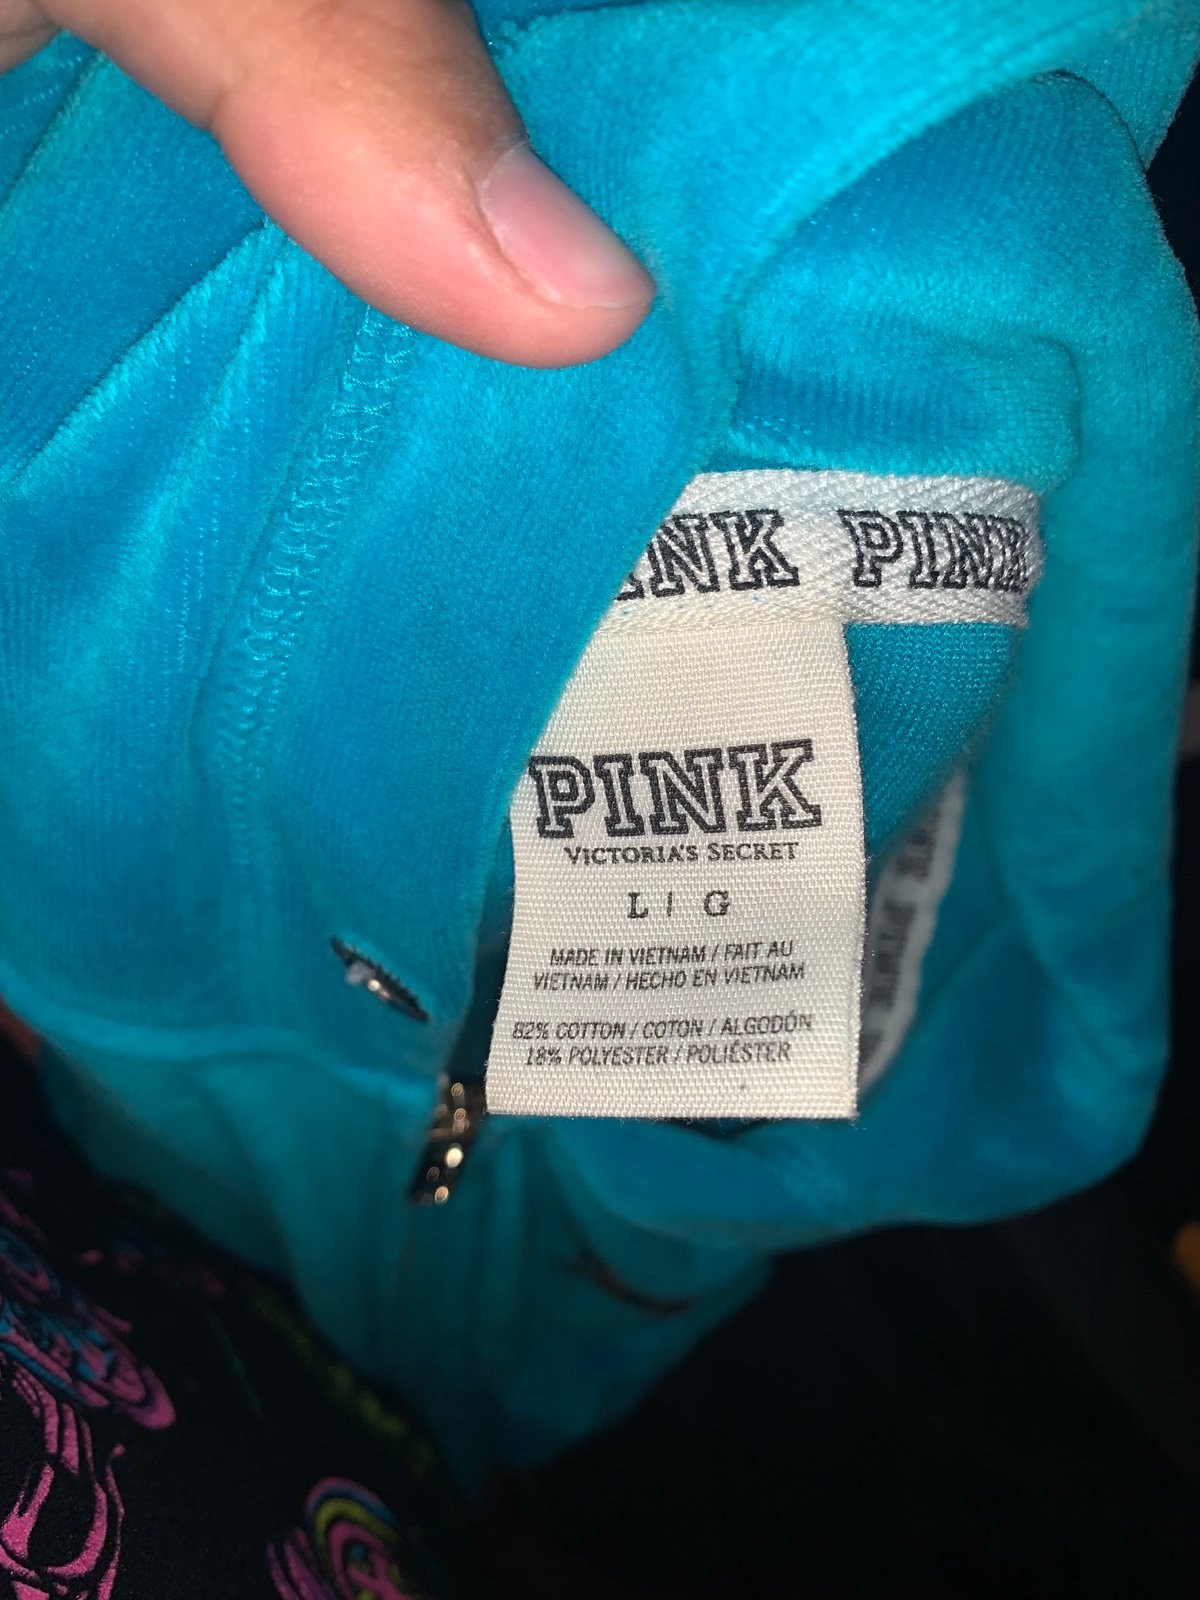 INK PINK
PINK
VICTORIA'S SECRET
L | G
MADE IN VIETNAM / FAIT AU
VIETNAM / HECHO EN VIETNAM
82% COTTON / COTON / ALGODÓN
18% POLYESTER / POLIÉSTER